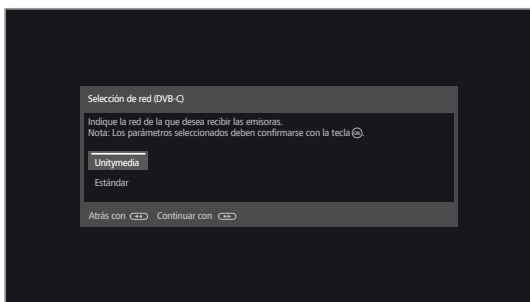 Selección de red (DVB-C)
Indique la red de la que desea recibir las emisoras.
Nota: Los parámetros seleccionados deben confirmarse con la tecla OK.
Unitymedia
Estándar
Atrás con Continuar con